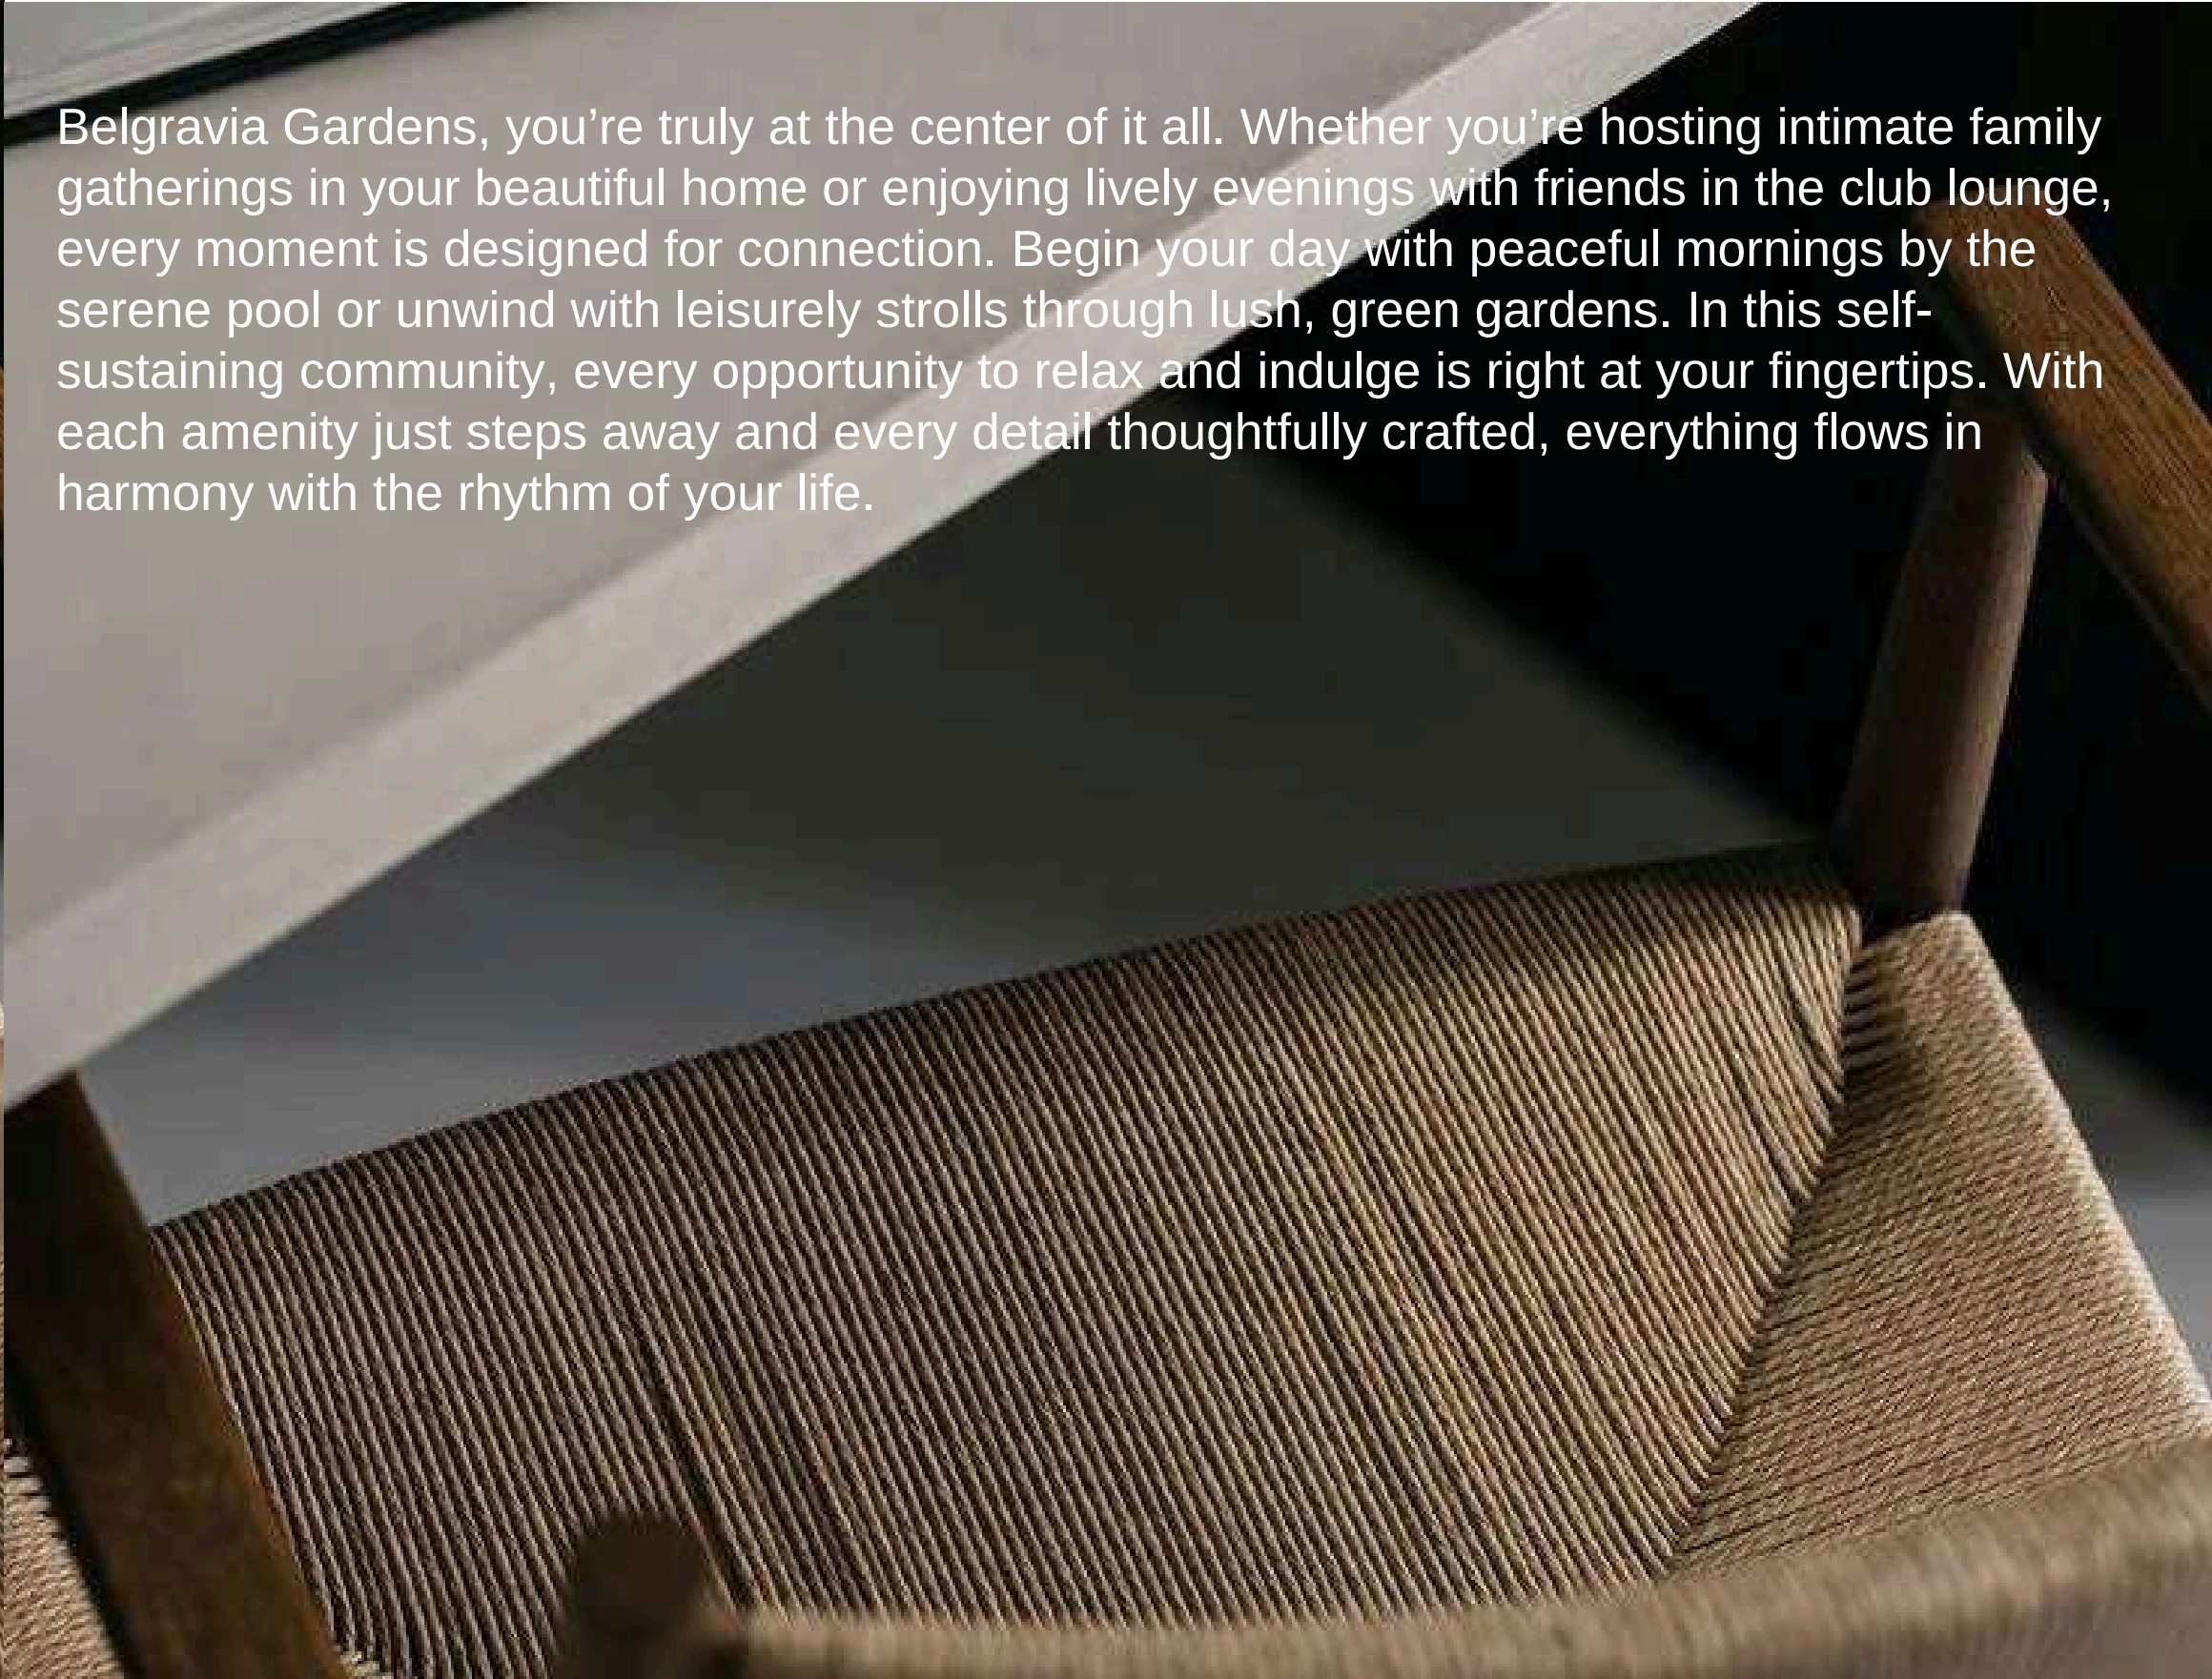 Belgravia Gardens, you’re truly at the center of it all. Whether you’re hosting intimate family
gatherings in your beautiful home or enjoying lively evenings with friends in the club lounge,
every moment is designed for connection. Begin your day with peaceful mornings by the
serene pool or unwind with leisurely strolls through lush, green gardens. In this self-
sustaining community, every opportunity to relax and indulge is right at your fingertips. With
each amenity just steps away and every detail thoughtfully crafted, everything flows in
harmony with the rhythm of your life.